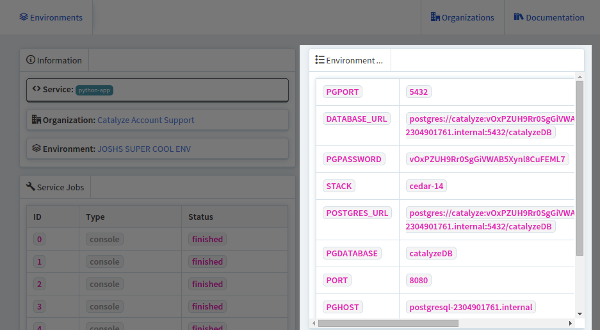 Environments
Organizations
Documentation
Information
Service: python-app
Organization: Catalyze Account Support
Environment: JOSHS SUPER COOL ENV
Service Jobs
ID Type Status
0 console finished
1 console finished
2 console finished
3 console finished
4
Environment ...
PGPORT 5432
DATABASE_URL postgres://catalyze:vOxPZUH9Rr0SgGiVWA
2304901761.internal:5432/catalyzeDB
PGPASSWORD vOxPZUH9Rr0SgGiVWAB5Xynl8CuFEML7
STACK cedar-14
POSTGRES_URL postgres://catalyze:vOxPZUH9Rr0SgGiVWA
2304901761.internal:5432/catalyzeDB
PGDATABASE catalyzeDB
PORT 8080
PGHOST postgresql-2304901761.internal